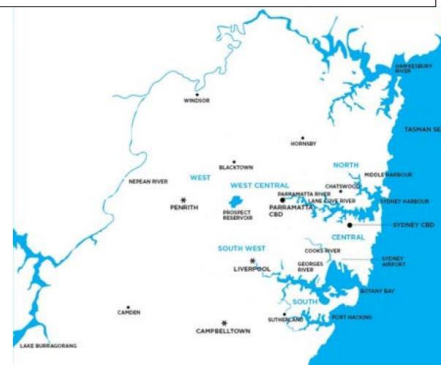 HAWKESBURY
RIVER
WINDSOR
TASMAN SE
HORNSBY
NORTH
BLACKTOWN
MIDDLE HARBOUR
NEPEAN RIVER
WEST
WEST CENTRAL
CHATSWOOD
PARRAMATTA RIVER
LANE COVE RIVER
SYDNEY HARBOUR
PENRITH
PROSPECT
RESERVOIR
PARRAMATTA
CBD
SYDNEY CBD
CENTRAL
SOUTH WEST
COOKS RIVER
SYDNEY
AIRPORT
LIVERPOOL
GEORGES
RIVER
BOTANY BAY
SOUTH
CAMDEN
SUTHERLAND
PORT HACKING
CAMPBELLTOWN
LAKE BURRAGORANG